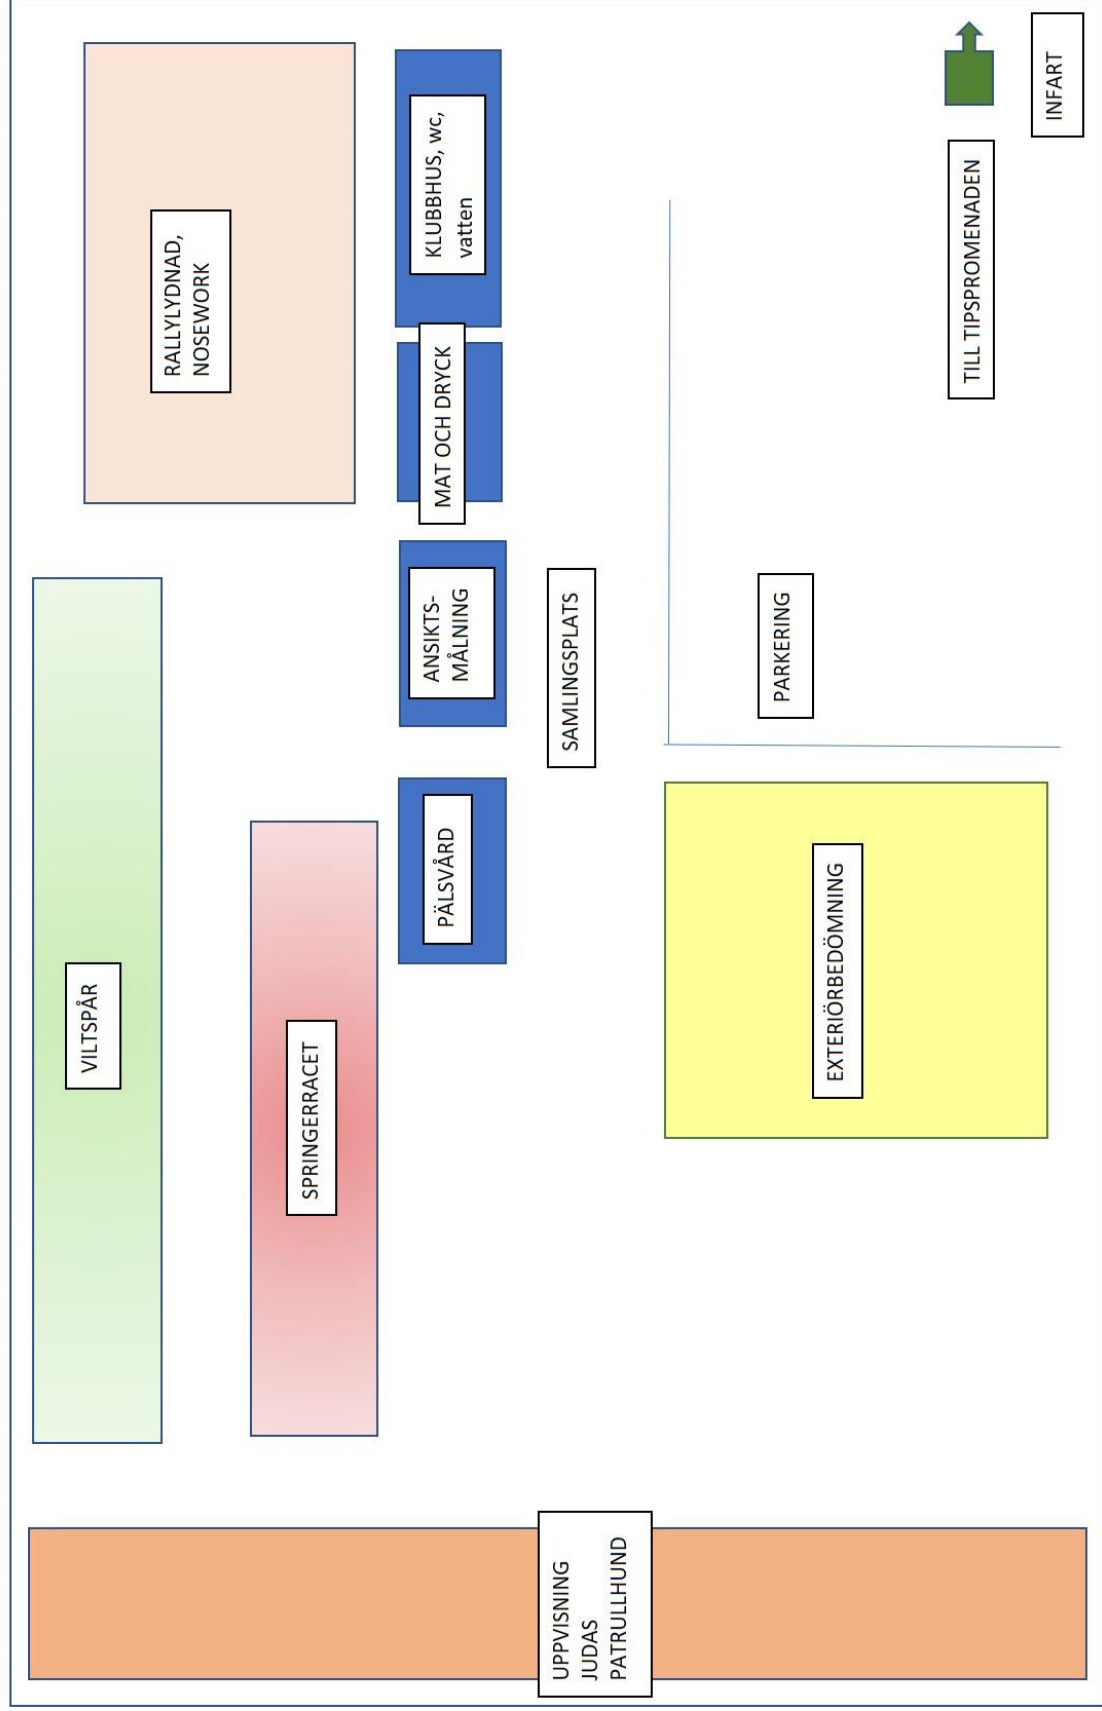 VILTSPÅR
RALLYLYDNAD,
NOSEWORK
SPRINGERRACET
PÄLSVÅRD
ANSIKTS-
MÅLNING
MAT OCH DRYCK
KLUBBHUS, wc,
vatten
UPPVISNING
JUDAS
PATRULLHUND
SAMLINGSPLATS
EXTERIÖRBEDÖMNING
PARKERING
TILL TIPSPROMENADEN
INFART